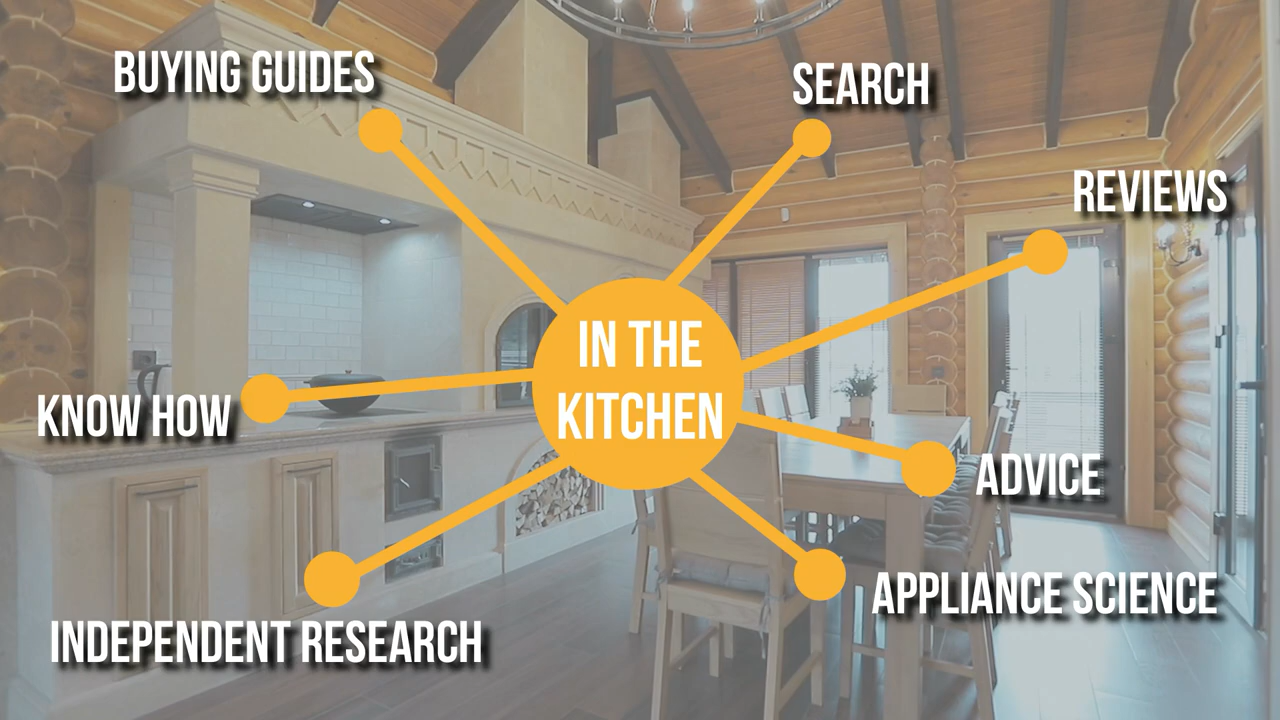 BUYING GUIDES
SEARCH
REVIEWS
IN THE
KITCHEN
KNOW HOW
ADVICE
APPLIANCE SCIENCE
INDEPENDENT RESEARCH